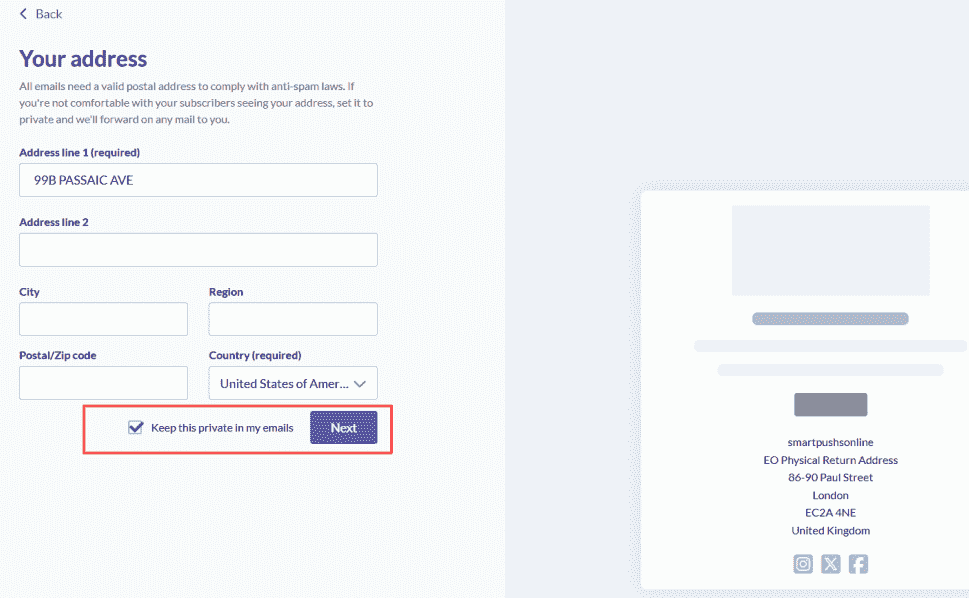 Back
Your address
All emails need a valid postal address to comply with anti-spam laws. If
you're not comfortable with your subscribers seeing your address, set it to
private and we'll forward on any mail to you.
Address line 1 (required)
99B PASSAIC AVE
Address line 2
City
Region
Postal/Zip code
Country (required)
United States of Amer...
Keep this private in my emails
Next
smartpushsonline
EO Physical Return Address
86-90 Paul Street
London
EC2A 4NE
United Kingdom